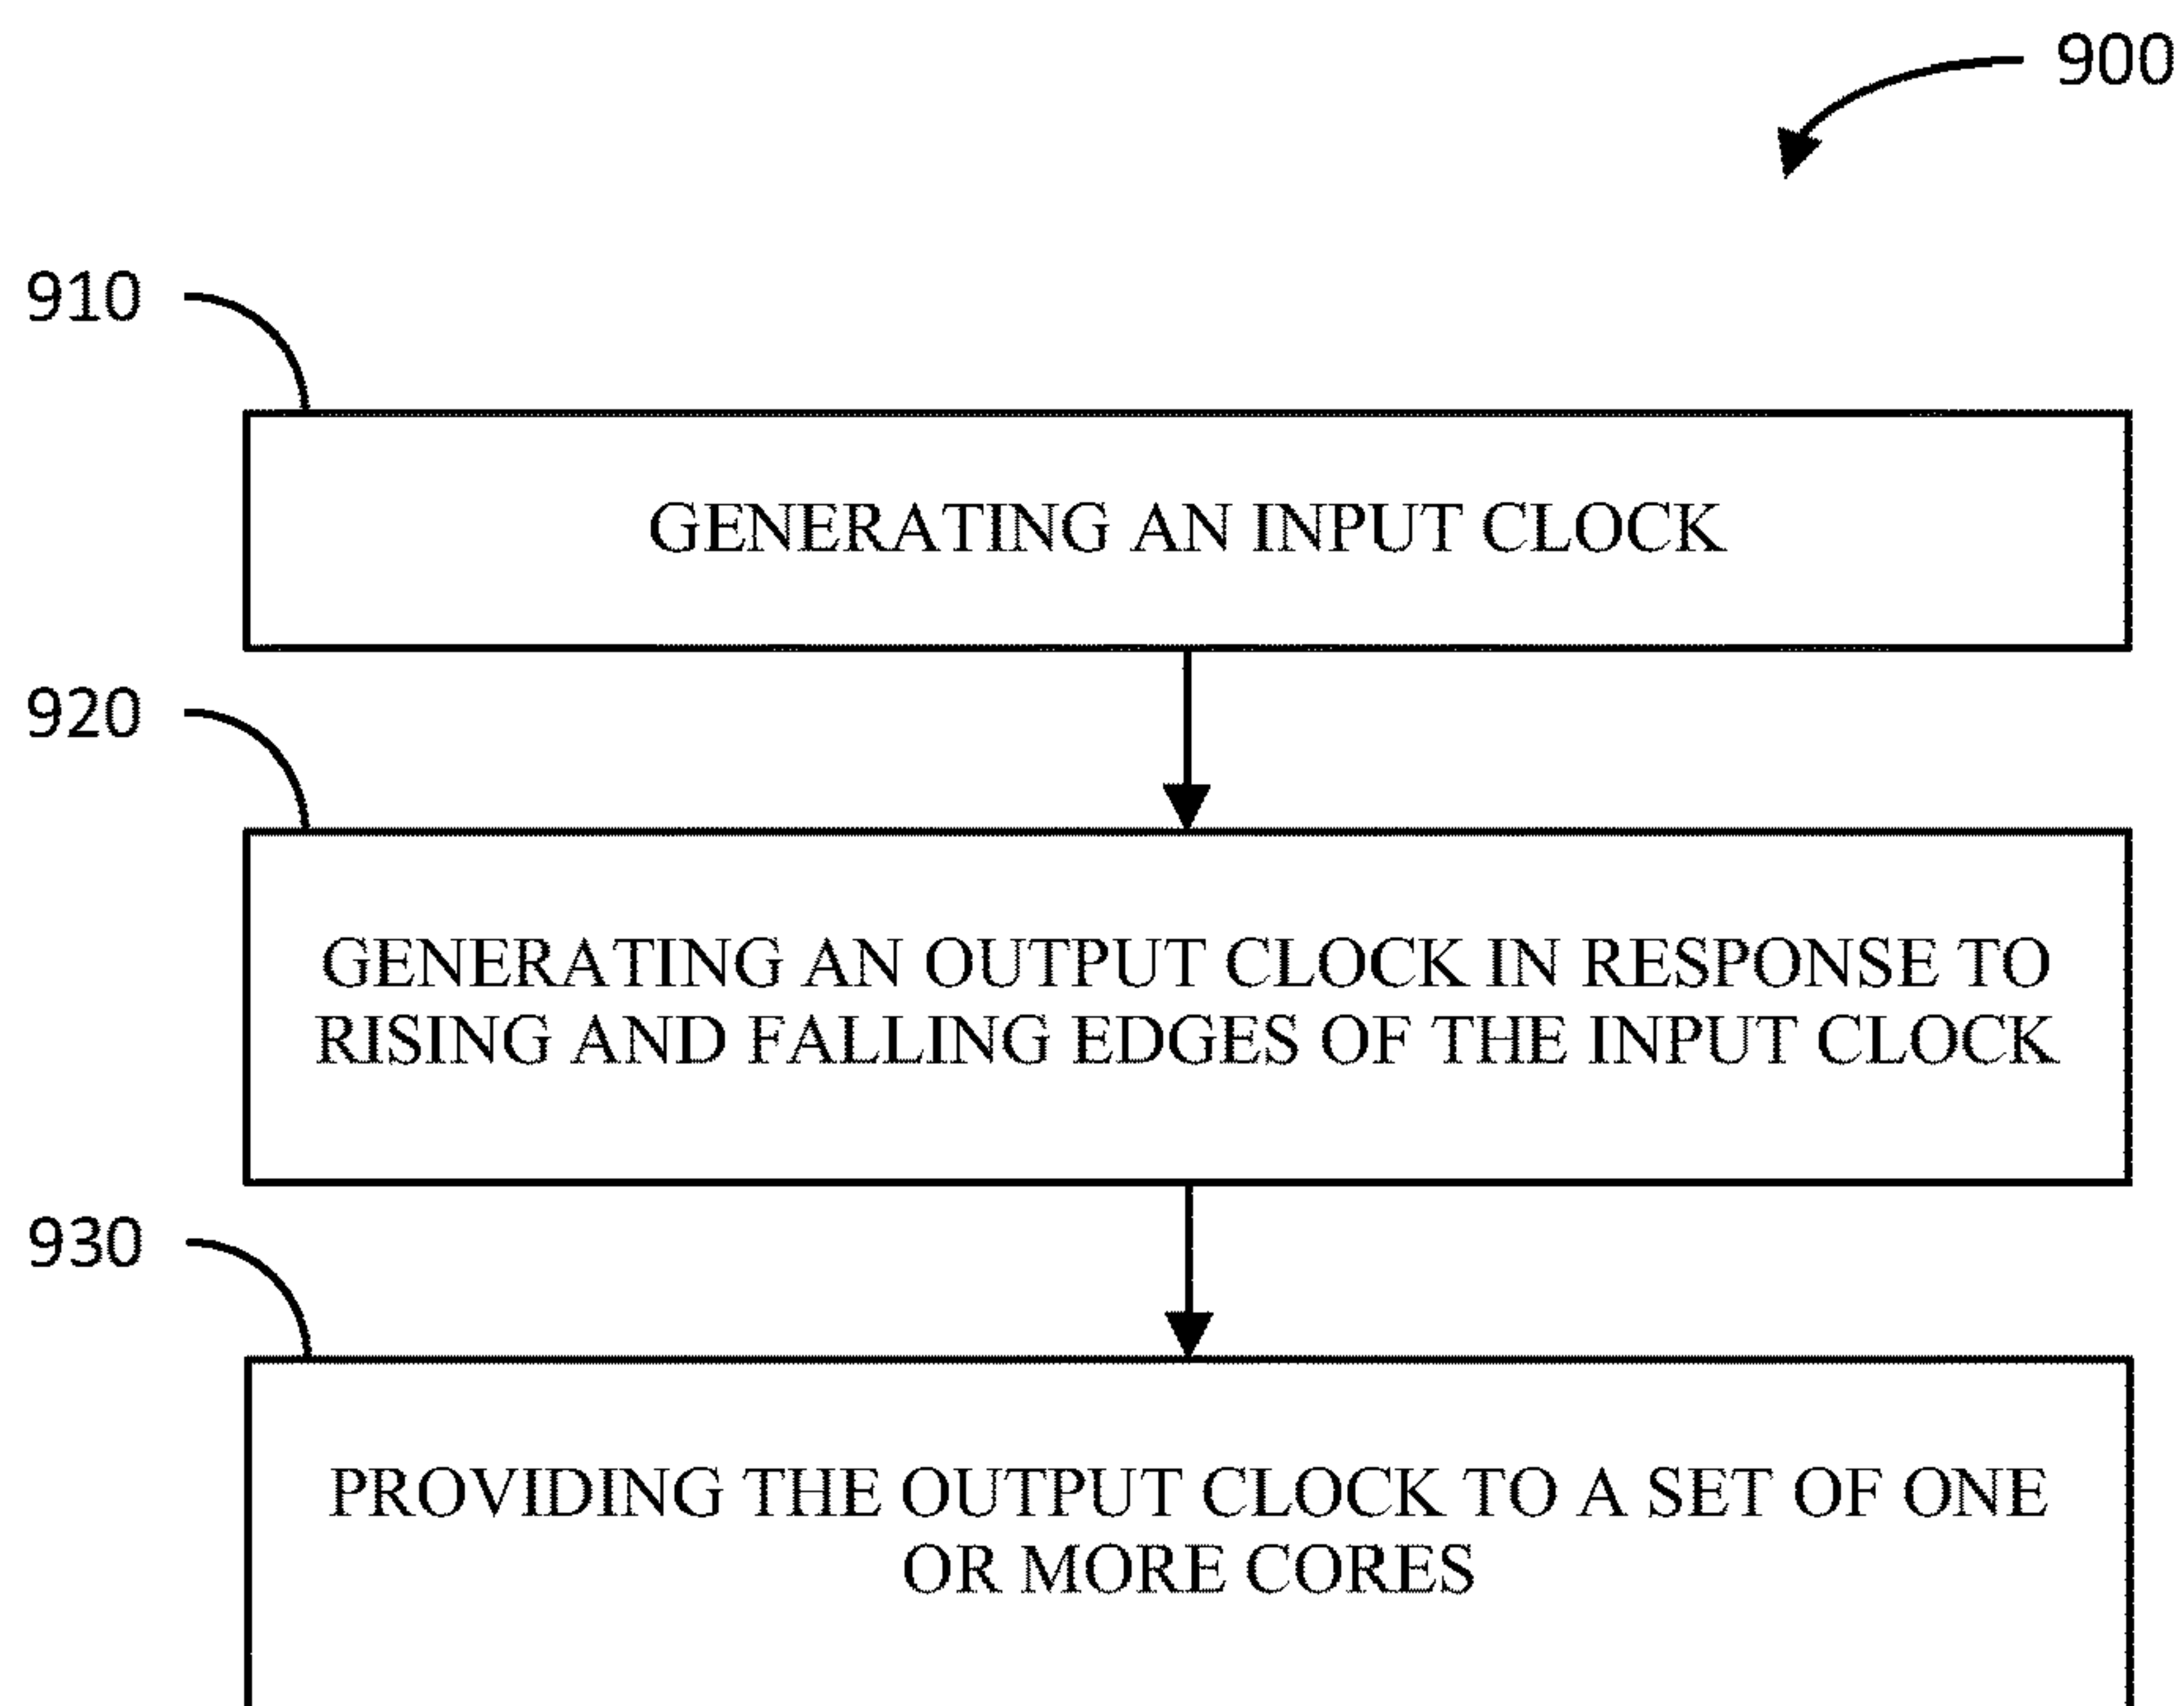 900
910
GENERATING AN INPUT CLOCK
920
GENERATING AN OUTPUT CLOCK IN RESPONSE TO
RISING AND FALLING EDGES OF THE INPUT CLOCK
930
PROVIDING THE OUTPUT CLOCK TO A SET OF ONE
OR MORE CORES